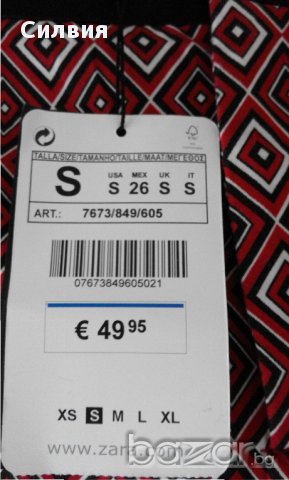 Силвия
TALLA/SIZE/TAMANHO/TAILLE/MAAT/ΜΕΓΕΘΟΣ
S
USA MEX UK IT
S 26 S S
ART.: 7673/849/605
07673849605021
€ 49 95
XS S M L XL
www.zara.com
bazar.bg